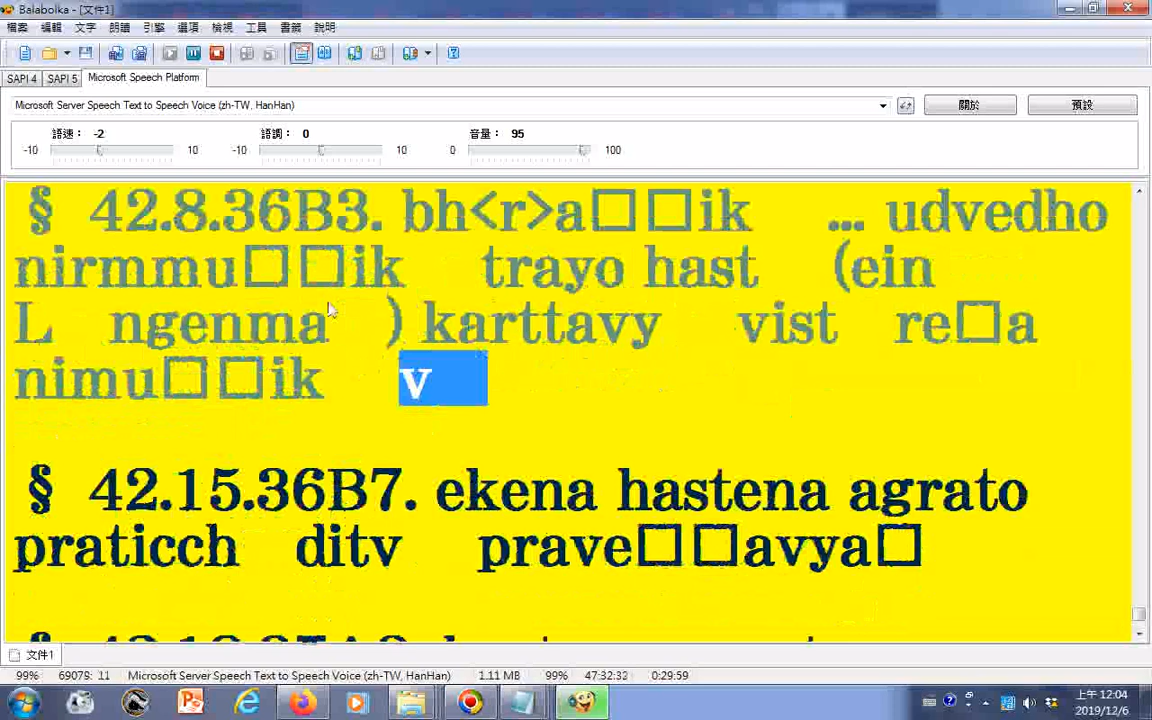 Balabolka - [文件1]
檔案 編輯 文字 朗讀 引擎 選項 檢視 工具 書籤 說明
SAPI 4 SAPI 5 Microsoft Speech Platform
Microsoft Server Speech Text to Speech Voice (zh-TW, HanHan) 關於 預設
語速： -2 語調： 0 音量： 95
-10 10 -10 10 0 100
§ 42.8.36B3. bh<r>a□□ik ... udvedho
nirmmu□□ik trayo hast (ein
L ngenma ) karttavy vist re□a
nimu□□ik v
§ 42.15.36B7. ekena hastena agrato
praticch ditv prave□□avya□
文件1
99% 69078: 11 Microsoft Server Speech Text to Speech Voice (zh-TW, HanHan) 1.11 MB 99% 47:32:32 0:29:59
上午 12:04
2019/12/6